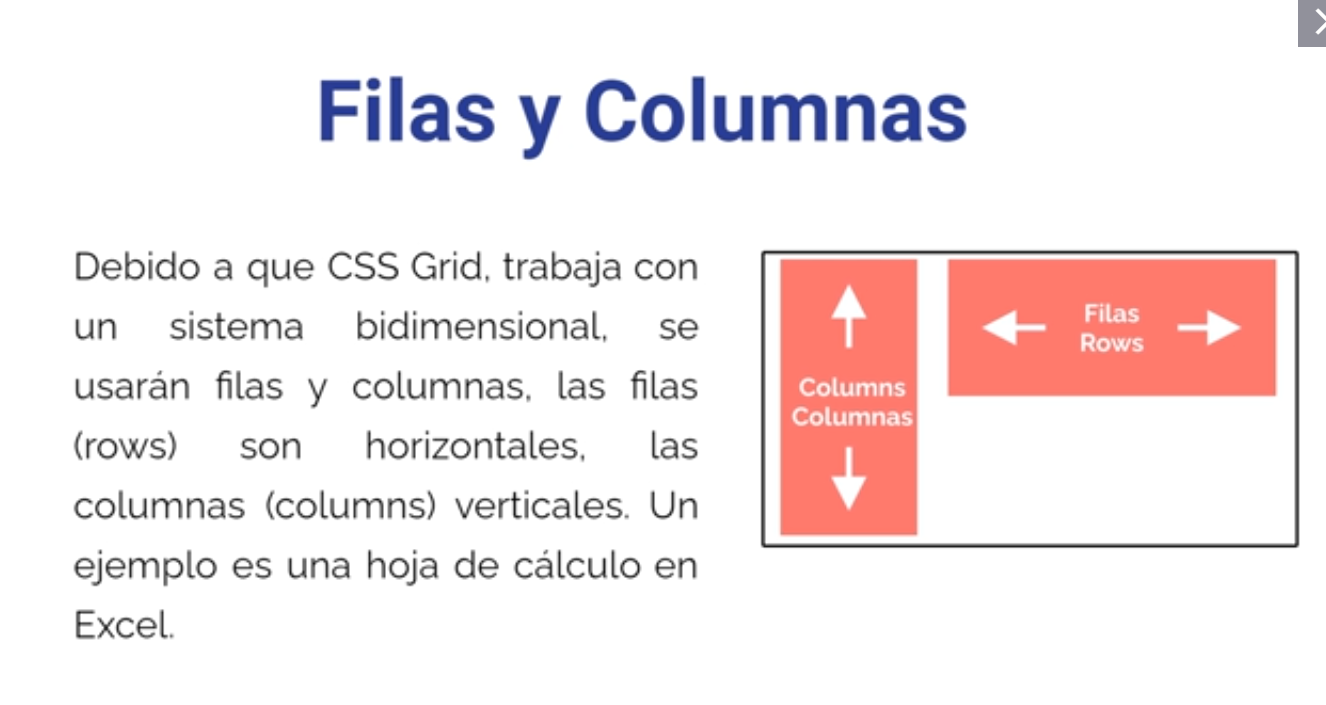 Filas y Columnas
Debido a que CSS Grid, trabaja con
un sistema bidimensional, se
usarán filas y columnas, las filas
(rows) son horizontales, las
columnas (columns) verticales. Un
ejemplo es una hoja de cálculo en
Excel.
Columns
Columnas
Filas
Rows